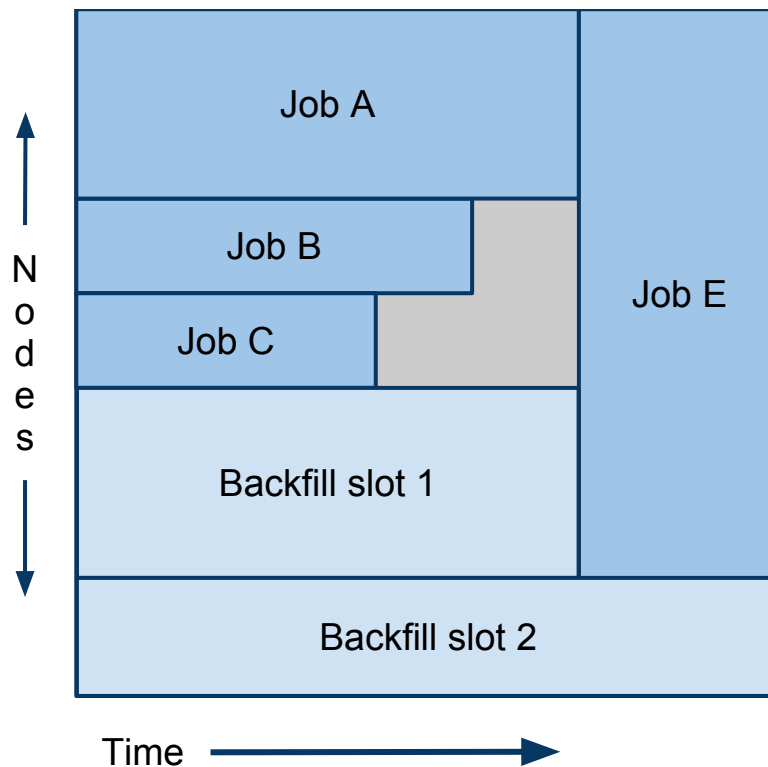 Job A
Job B
Job C
Job E
Nodes
Backfill slot 1
Backfill slot 2
Time